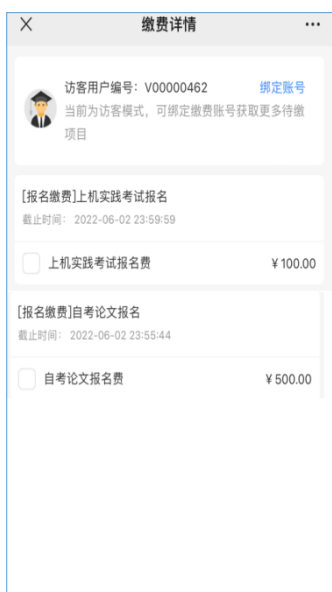 缴费详情
访客用户编号：V00000462 绑定账号
当前为访客模式，可绑定缴费账号获取更多待缴
项目
[报名缴费]上机实践考试报名
截止时间： 2022-06-02 23:59:59
上机实践考试报名费 ¥100.00
[报名缴费]自考论文报名
截止时间： 2022-06-02 23:55:44
自考论文报名费 ¥500.00